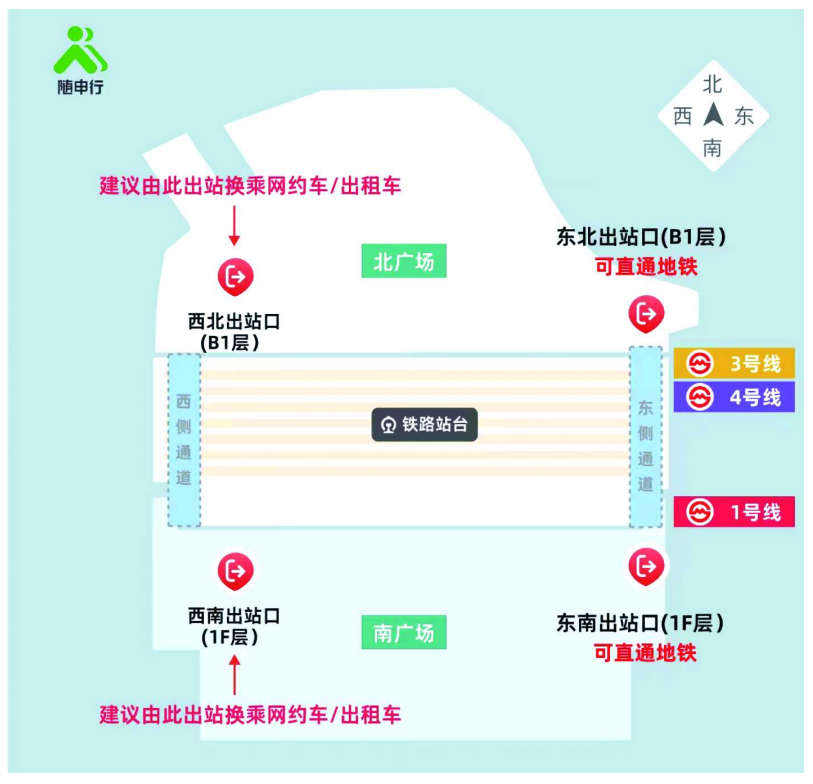 随申行
北
西 东
南
建议由此出站换乘网约车/出租车
东北出站口(B1层)
可直通地铁
北广场
西北出站口
(B1层)
3号线
4号线
西侧通道
铁路站台
东侧通道
1号线
西南出站口
(1F层)
南广场
东南出站口(1F层)
可直通地铁
建议由此出站换乘网约车/出租车